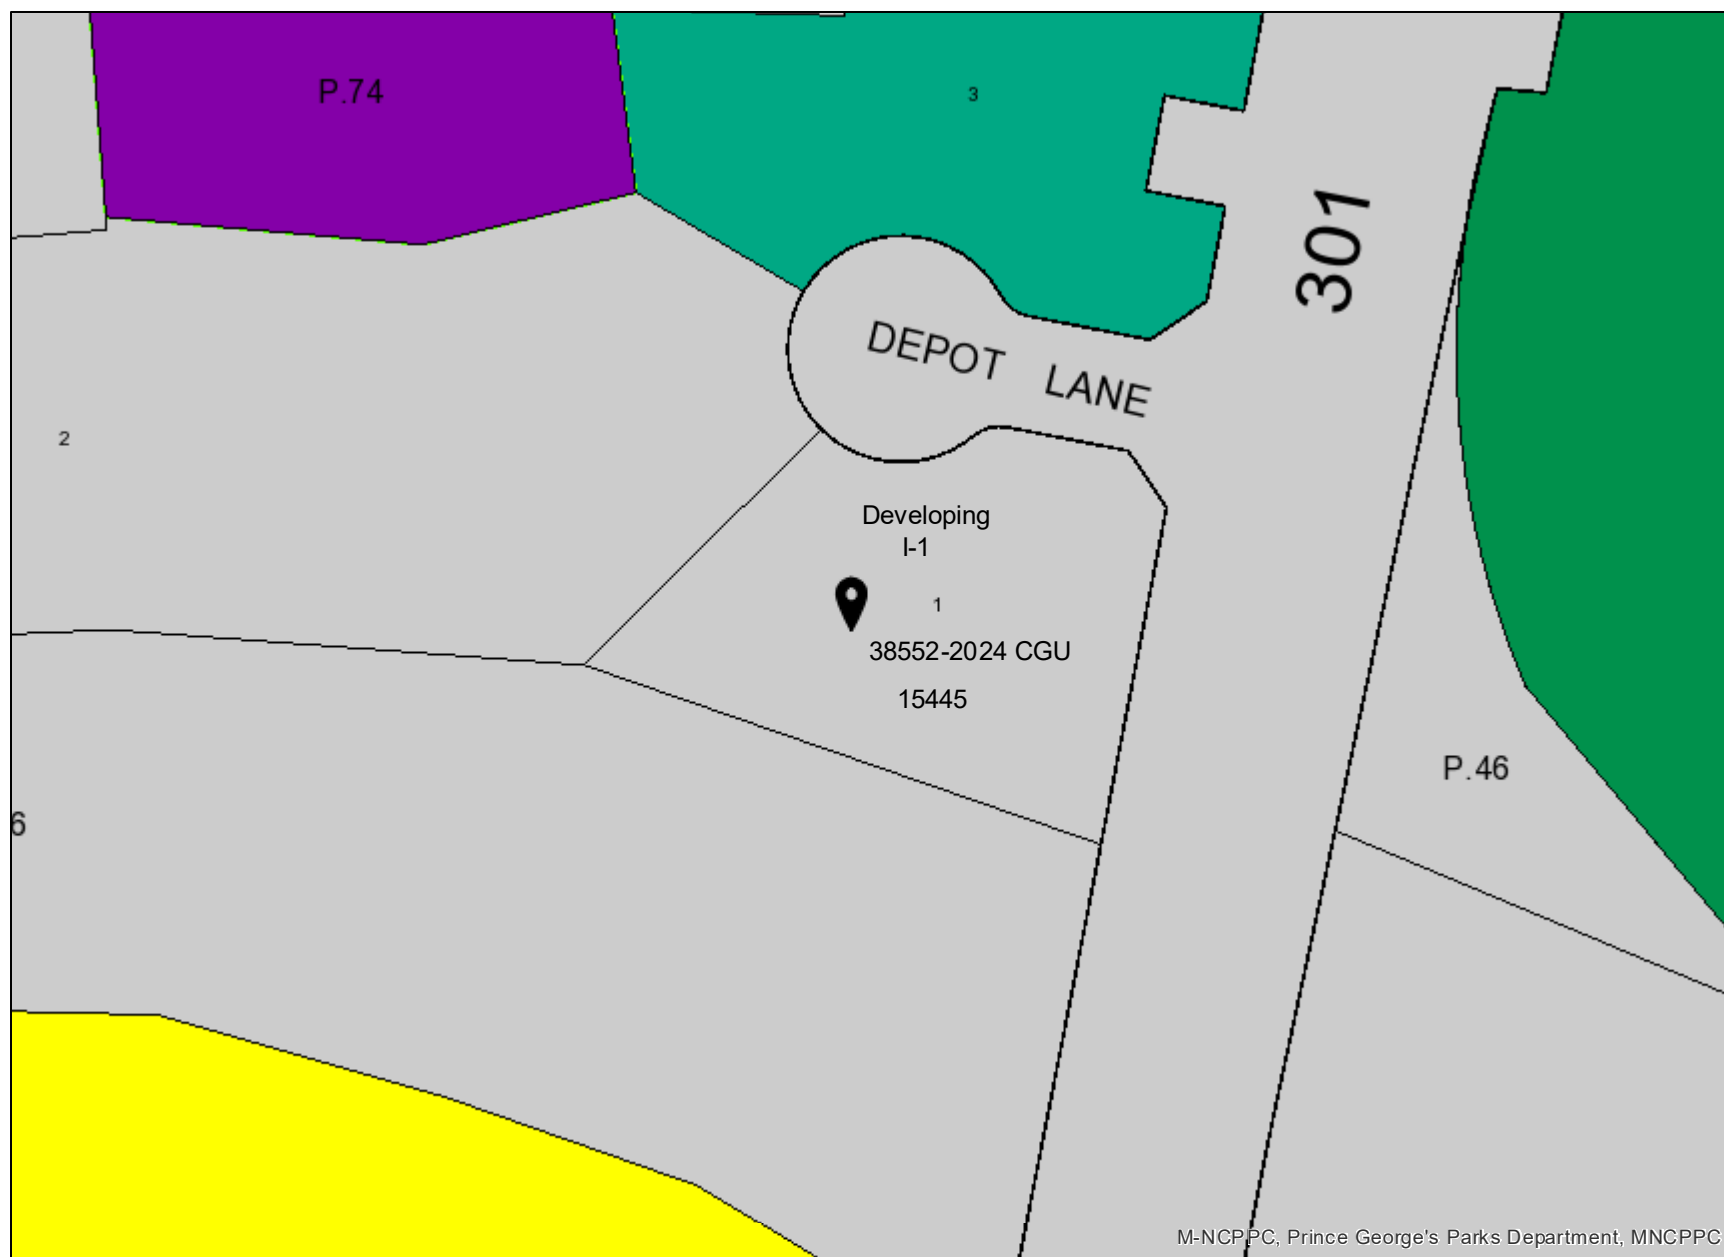 P.74
3
301
DEPOT LANE
2
Developing
I-1
1
38552-2024 CGU
15445
P.46
6
M-NCPPC, Prince George's Parks Department, MNCPPC